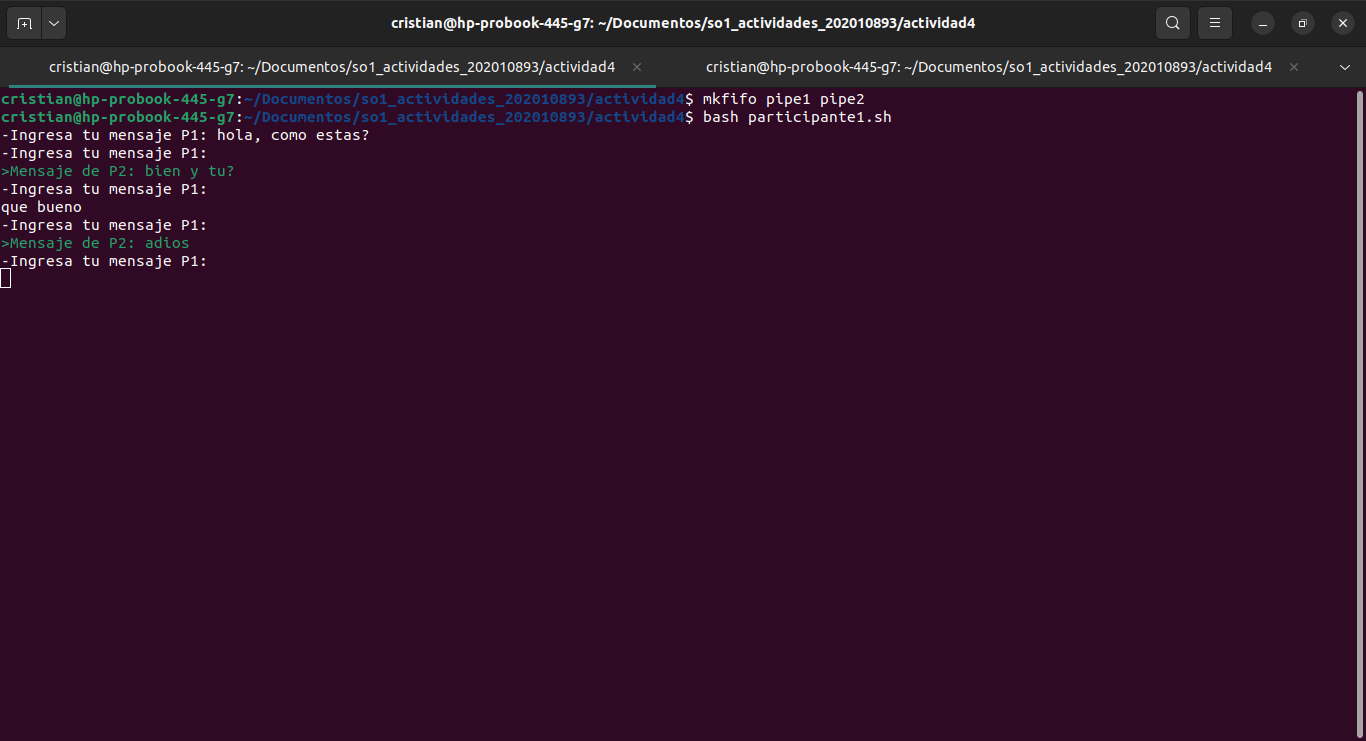 cristian@hp-probook-445-g7: ~/Documentos/so1_actividades_202010893/actividad4
cristian@hp-probook-445-g7: ~/Documentos/so1_actividades_202010893/actividad4
cristian@hp-probook-445-g7: ~/Documentos/so1_actividades_202010893/actividad4
cristian@hp-probook-445-g7:~/Documentos/so1_actividades_202010893/actividad4$ mkfifo pipe1 pipe2
cristian@hp-probook-445-g7:~/Documentos/so1_actividades_202010893/actividad4$ bash participante1.sh
-Ingresa tu mensaje P1: hola, como estas?
-Ingresa tu mensaje P1:
>Mensaje de P2: bien y tu?
-Ingresa tu mensaje P1:
que bueno
-Ingresa tu mensaje P1:
>Mensaje de P2: adios
-Ingresa tu mensaje P1: